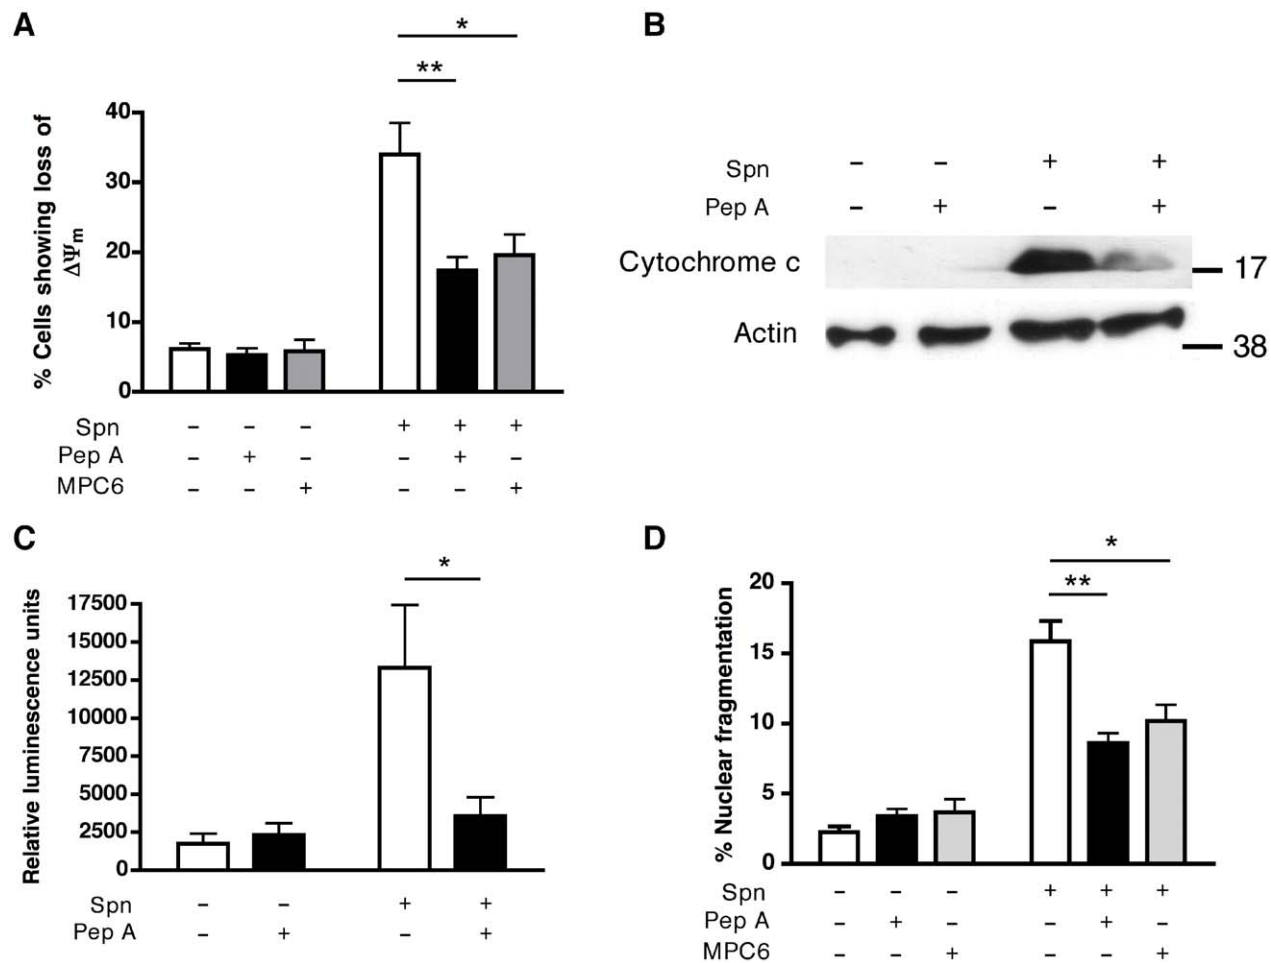 A
*
**
40
30
20
10
0
% Cells showing loss of
ΔΨm
Spn – – – + + +
Pep A – + – – + –
MPC6 – – + – – +
B
Spn – – + +
Pep A – + – +
Cytochrome c
17
Actin
38
C
*
17500
15000
12500
10000
7500
5000
2500
0
Relative luminescence units
Spn – – + +
Pep A – + – +
D
*
**
20
15
10
5
0
% Nuclear fragmentation
Spn – – – + + +
Pep A – + – – + –
MPC6 – – + – – +